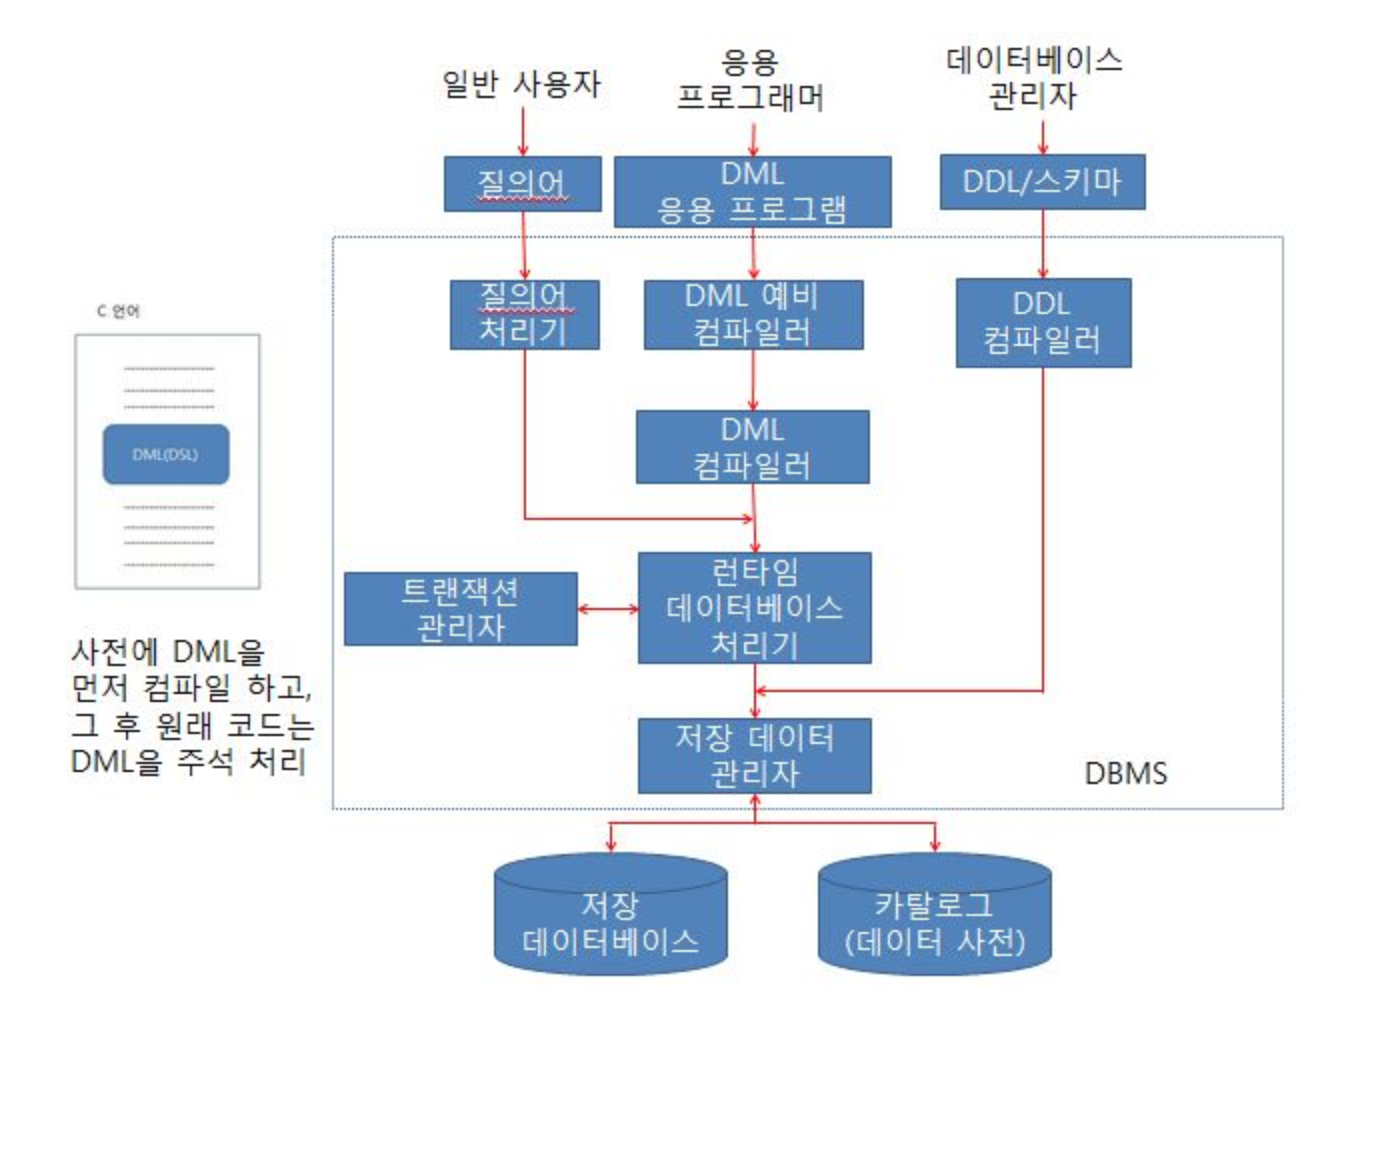 일반 사용자
응용
프로그래머
데이터베이스
관리자
질의어
DML
응용 프로그램
DDL/스키마
질의어
처리기
DML 예비
컴파일러
DDL
컴파일러
C 언어
DML(DSL)
DML
컴파일러
트랜잭션
관리자
런타임
데이터베이스
처리기
사전에 DML을
먼저 컴파일 하고,
그 후 원래 코드는
DML을 주석 처리
저장 데이터
관리자
DBMS
저장
데이터베이스
카탈로그
(데이터 사전)